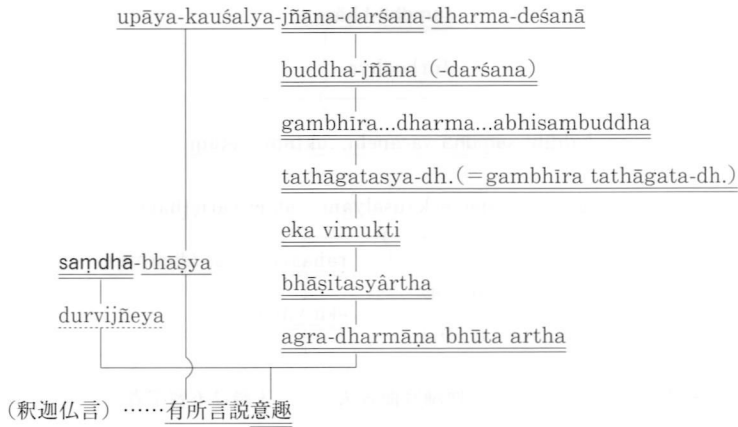 upāya-kauśalya-jñāna-darśana-dharma-deśanā
buddha-jñāna (-darśana)
gambhīra...dharma...abhisaṃbuddha
tathāgatasya-dh.(=gambhīra tathāgata-dh.)
eka vimukti
saṃdhā-bhāṣya
bhāṣitasyârtha
durvijñeya
agra-dharmāṇa bhūta artha
(釈迦仏言) ……有所言説意趣